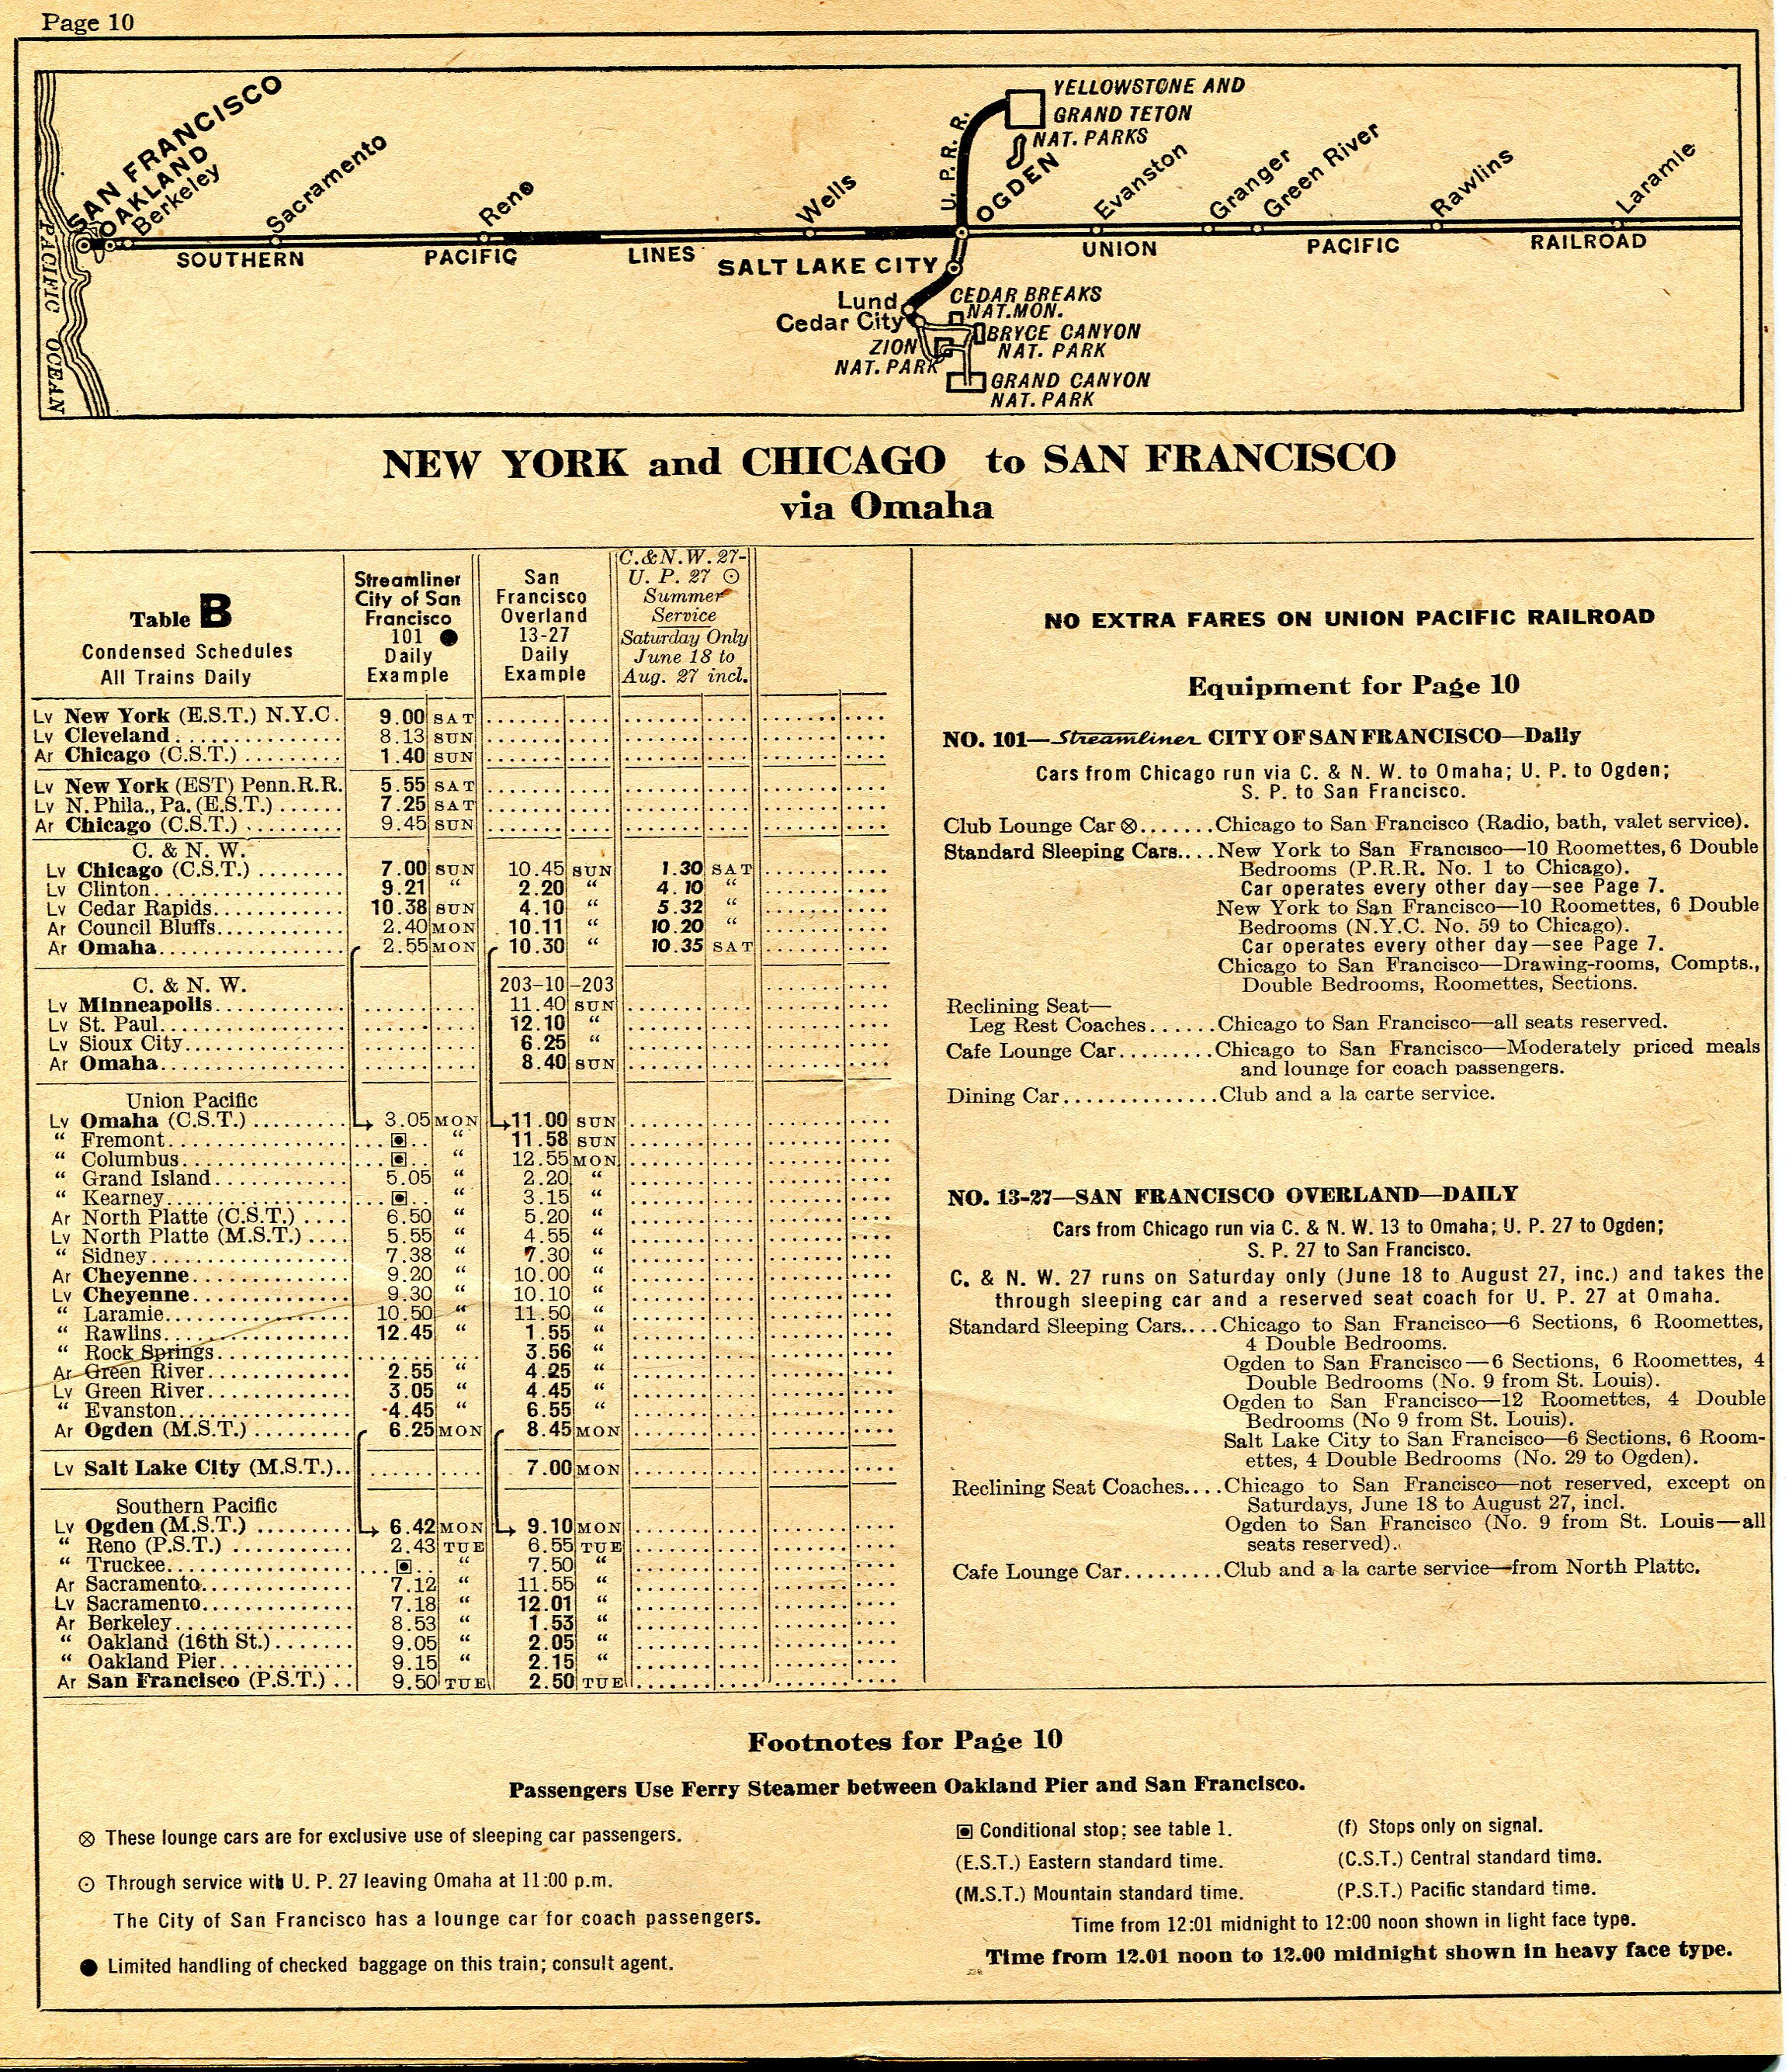 Page 10
SAN FRANCISCO
OAKLAND
Berkeley
Sacramento
Reno
Wells
U. P. R. R.
OGDEN
YELLOWSTONE AND
GRAND TETON
NAT. PARKS
Evanston
Granger
Green River
Rawlins
Laramie
PACIFIC OCEAN
SOUTHERN PACIFIC LINES
SALT LAKE CITY
UNION PACIFIC RAILROAD
Lund
Cedar City
CEDAR BREAKS
NAT. MON.
BRYCE CANYON
NAT. PARK
ZION
NAT. PARK
GRAND CANYON
NAT. PARK
NEW YORK and CHICAGO to SAN FRANCISCO
via Omaha
Table B
Condensed Schedules
All Trains Daily
Streamliner
City of San
Francisco
101 ●
Daily
Example
San
Francisco
Overland
13-27
Daily
Example
C.&N.W. 27-
U. P. 27 ⊙
Summer
Service
Saturday Only
June 18 to
Aug. 27 incl.
Lv New York (E.S.T.) N.Y.C. 9.00 SAT
Lv Cleveland 8.13 SUN
Ar Chicago (C.S.T.) 1.40 SUN
Lv New York (EST) Penn.R.R. 5.55 SAT
Lv N. Phila., Pa. (E.S.T.) 7.25 SAT
Ar Chicago (C.S.T.) 9.45 SUN
C. & N. W.
Lv Chicago (C.S.T.) 7.00 SUN 10.45 SUN 1.30 SAT
Lv Clinton 9.21 “ 2.20 “ 4.10 “
Lv Cedar Rapids 10.38 SUN 4.10 “ 5.32 “
Ar Council Bluffs 2.40 MON 10.11 “ 10.20 “
Ar Omaha 2.55 MON 10.30 “ 10.35 SAT
C. & N. W. 203-10-203
Lv Minneapolis 11.40 SUN
Lv St. Paul 12.10 “
Lv Sioux City 6.25 “
Ar Omaha 8.40 SUN
Union Pacific
Lv Omaha (C.S.T.) 3.05 MON 11.00 SUN
“ Fremont ▣ “ 11.58 SUN
“ Columbus ▣ “ 12.55 MON
“ Grand Island 5.05 “ 2.20 “
“ Kearney ▣ “ 3.15 “
Ar North Platte (C.S.T.) 6.50 “ 5.20 “
Lv North Platte (M.S.T.) 5.55 “ 4.55 “
“ Sidney 7.38 “ 7.30 “
Ar Cheyenne 9.20 “ 10.00 “
Lv Cheyenne 9.30 “ 10.10 “
“ Laramie 10.50 “ 11.50 “
“ Rawlins 12.45 “ 1.55 “
“ Rock Springs 3.56 “
Ar Green River 2.55 “ 4.25 “
Lv Green River 3.05 “ 4.45 “
“ Evanston 4.45 “ 6.55 “
Ar Ogden (M.S.T.) 6.25 MON 8.45 MON
Lv Salt Lake City (M.S.T.) 7.00 MON
Southern Pacific
Lv Ogden (M.S.T.) 6.42 MON 9.10 MON
“ Reno (P.S.T.) 2.43 TUE 6.55 TUE
“ Truckee ▣ “ 7.50 “
Ar Sacramento 7.12 “ 11.55 “
Lv Sacramento 7.18 “ 12.01 “
Ar Berkeley 8.53 “ 1.53 “
“ Oakland (16th St.) 9.05 “ 2.05 “
“ Oakland Pier 9.15 “ 2.15 “
Ar San Francisco (P.S.T.) 9.50 TUE 2.50 TUE
NO EXTRA FARES ON UNION PACIFIC RAILROAD
Equipment for Page 10
NO. 101—Streamliner CITY OF SAN FRANCISCO—Daily
Cars from Chicago run via C. & N. W. to Omaha; U. P. to Ogden;
S. P. to San Francisco.
Club Lounge Car ⊗.......Chicago to San Francisco (Radio, bath, valet service).
Standard Sleeping Cars....New York to San Francisco—10 Roomettes, 6 Double
Bedrooms (P.R.R. No. 1 to Chicago).
Car operates every other day—see Page 7.
New York to San Francisco—10 Roomettes, 6 Double
Bedrooms (N.Y.C. No. 59 to Chicago).
Car operates every other day—see Page 7.
Chicago to San Francisco—Drawing-rooms, Compts.,
Double Bedrooms, Roomettes, Sections.
Reclining Seat—
Leg Rest Coaches......Chicago to San Francisco—all seats reserved.
Cafe Lounge Car.........Chicago to San Francisco—Moderately priced meals
and lounge for coach passengers.
Dining Car..............Club and a la carte service.
NO. 13-27—SAN FRANCISCO OVERLAND—DAILY
Cars from Chicago run via C. & N. W. 13 to Omaha; U. P. 27 to Ogden;
S. P. 27 to San Francisco.
C. & N. W. 27 runs on Saturday only (June 18 to August 27, inc.) and takes the
through sleeping car and a reserved seat coach for U. P. 27 at Omaha.
Standard Sleeping Cars....Chicago to San Francisco—6 Sections, 6 Roomettes,
4 Double Bedrooms.
Ogden to San Francisco—6 Sections, 6 Roomettes, 4
Double Bedrooms (No. 9 from St. Louis).
Ogden to San Francisco—12 Roomettes, 4 Double
Bedrooms (No 9 from St. Louis).
Salt Lake City to San Francisco—6 Sections, 6 Room-
ettes, 4 Double Bedrooms (No. 29 to Ogden).
Reclining Seat Coaches....Chicago to San Francisco—not reserved, except on
Saturdays, June 18 to August 27, incl.
Ogden to San Francisco (No. 9 from St. Louis—all
seats reserved).
Cafe Lounge Car.........Club and a la carte service—from North Platte.
Footnotes for Page 10
Passengers Use Ferry Steamer between Oakland Pier and San Francisco.
⊗ These lounge cars are for exclusive use of sleeping car passengers.
⊙ Through service with U. P. 27 leaving Omaha at 11:00 p.m.
The City of San Francisco has a lounge car for coach passengers.
● Limited handling of checked baggage on this train; consult agent.
▣ Conditional stop; see table 1. (f) Stops only on signal.
(E.S.T.) Eastern standard time. (C.S.T.) Central standard time.
(M.S.T.) Mountain standard time. (P.S.T.) Pacific standard time.
Time from 12:01 midnight to 12:00 noon shown in light face type.
Time from 12.01 noon to 12.00 midnight shown in heavy face type.